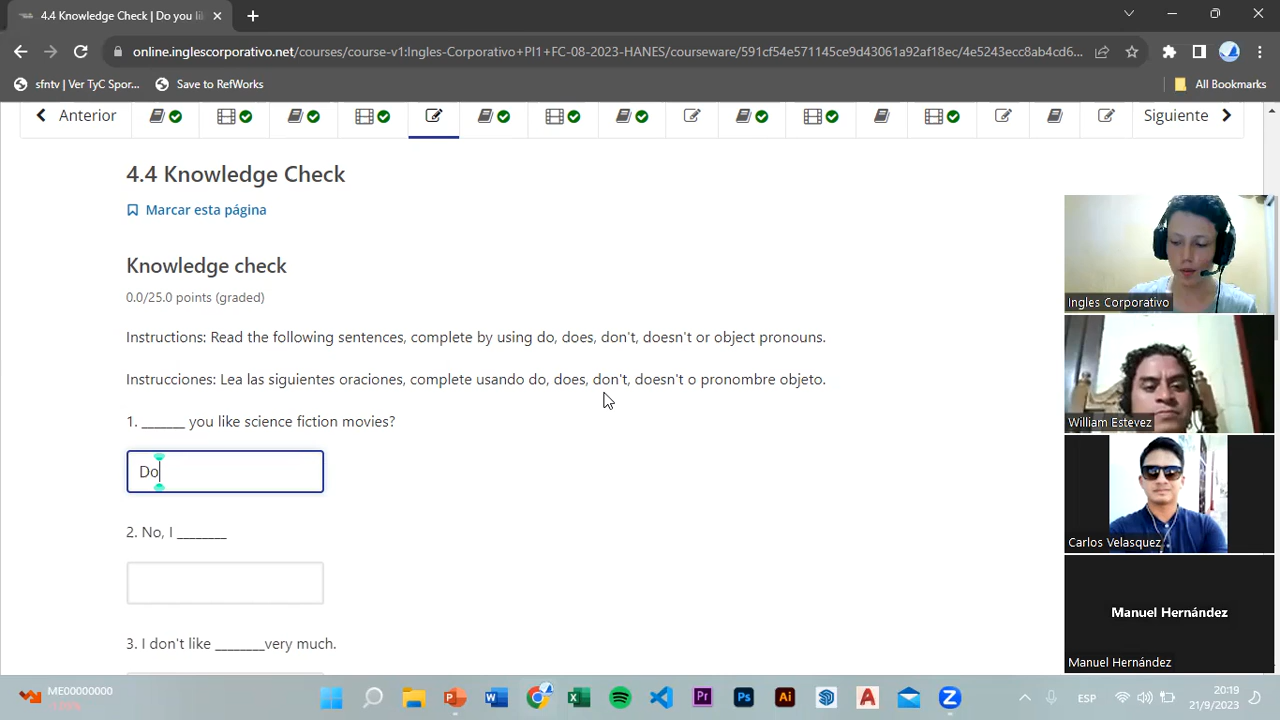 4.4 Knowledge Check | Do you li
online.inglescorporativo.net/courses/course-v1:Ingles-Corporativo+PI1+FC-08-2023-HANES/courseware/591cf54e571145ce9d43061a92af18ec/4e5243ecc8ab4cd6...
sfntv | Ver TyC Spor...
Save to RefWorks
All Bookmarks
Anterior
Siguiente
4.4 Knowledge Check
Marcar esta página
Knowledge check
0.0/25.0 points (graded)
Instructions: Read the following sentences, complete by using do, does, don't, doesn't or object pronouns.
Instrucciones: Lea las siguientes oraciones, complete usando do, does, don't, doesn't o pronombre objeto.
1. _______ you like science fiction movies?
Do
2. No, I ________
3. I don't like ________very much.
Ingles Corporativo
William Estevez
Carlos Velasquez
Manuel Hernández
Manuel Hernández
ME00000000
ESP
20:19
21/9/2023